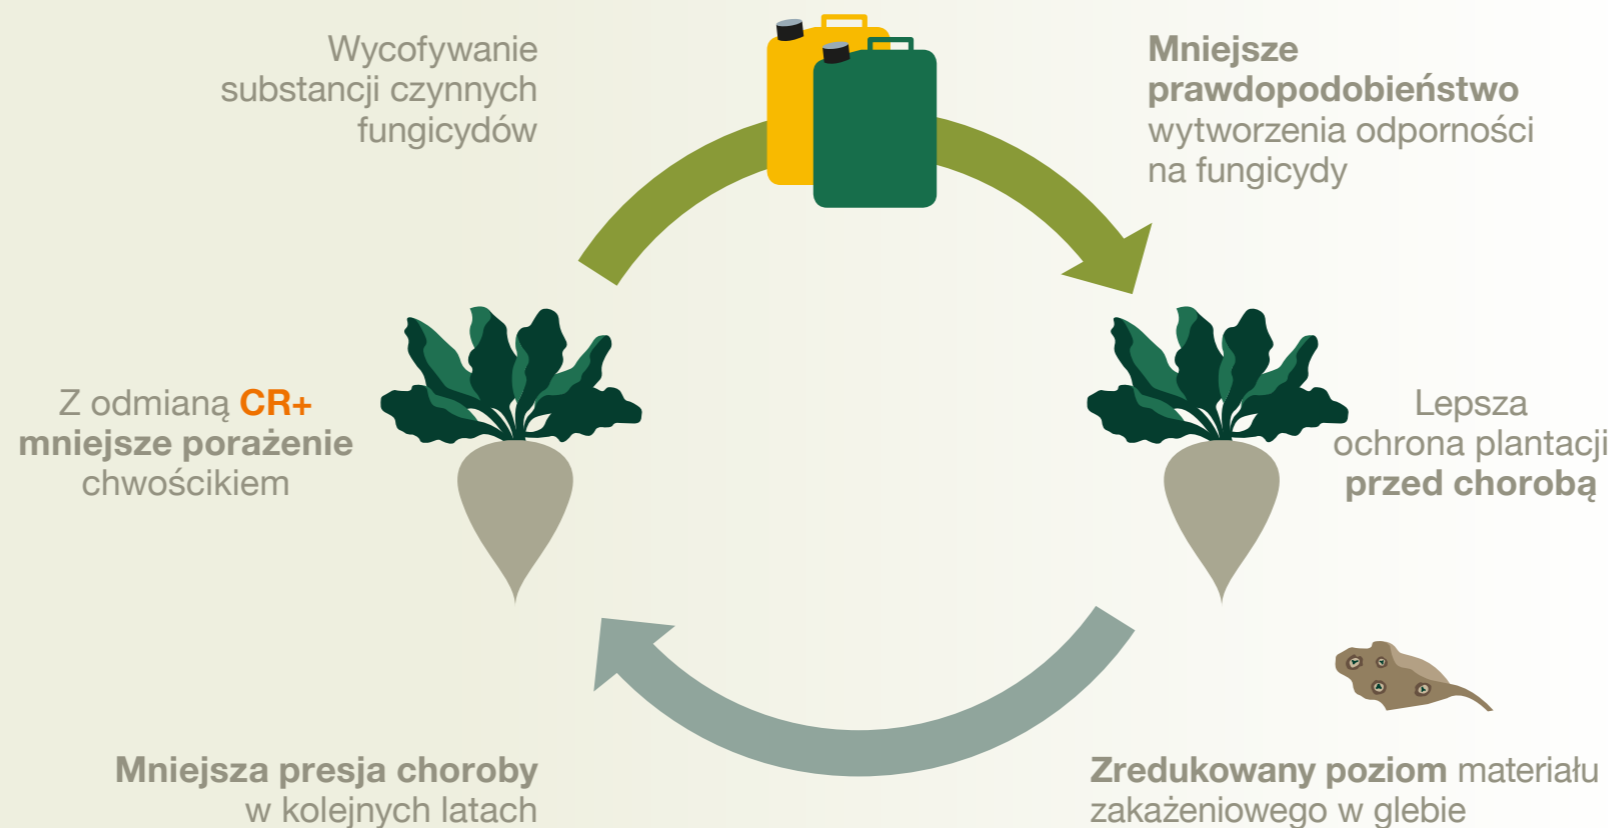 Wycofywanie
substancji czynnych
fungicydów
Mniejsze
prawdopodobieństwo
wytworzenia odporności
na fungicydy
Z odmianą CR+
mniejsze porażenie
chwościkiem
Lepsza
ochrona plantacji
przed chorobą
Mniejsza presja choroby
w kolejnych latach
Zredukowany poziom materiału
zakażeniowego w glebie